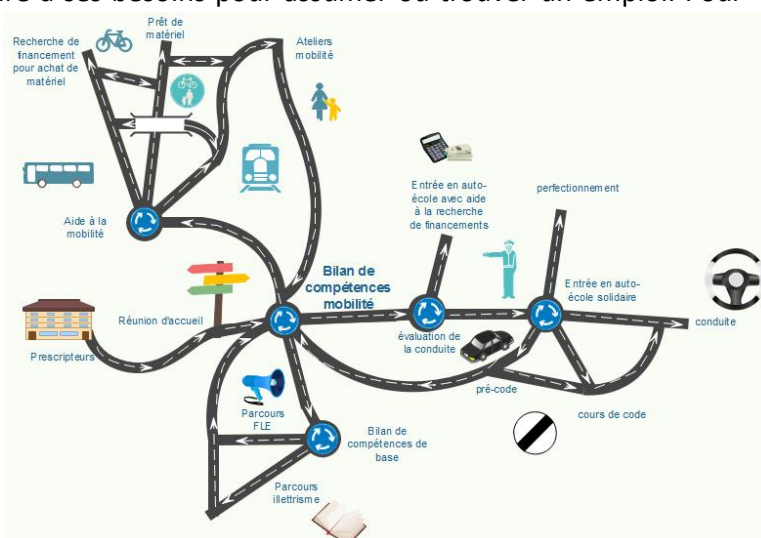 Recherche de
financement
pour achat de
matériel
Prêt de
matériel
Ateliers
mobilité
Aide à la
mobilité
Entrée en auto-
école avec aide
à la recherche
de financements
perfectionnement
Bilan de
compétences
mobilité
Entrée en auto-
école solidaire
Réunion d'accueil
Prescripteurs
évaluation de
la conduite
conduite
pré-code
cours de code
Parcours
FLE
Bilan de
compétences de
base
Parcours
illettrisme